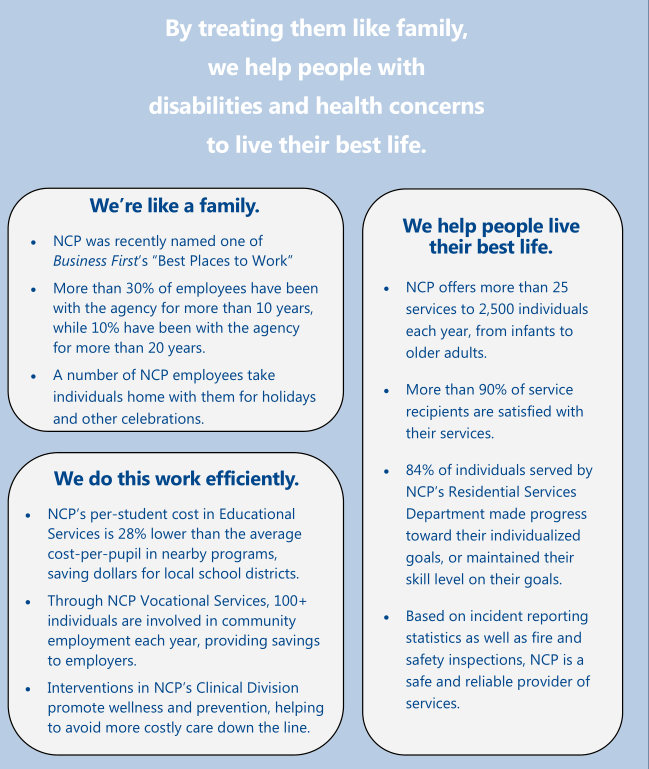 By treating them like family,
we help people with
disabilities and health concerns
to live their best life.
We're like a family.
• NCP was recently named one of
Business First's "Best Places to Work"
• More than 30% of employees have been
with the agency for more than 10 years,
while 10% have been with the agency
for more than 20 years.
• A number of NCP employees take
individuals home with them for holidays
and other celebrations.
We do this work efficiently.
• NCP's per-student cost in Educational
Services is 28% lower than the average
cost-per-pupil in nearby programs,
saving dollars for local school districts.
• Through NCP Vocational Services, 100+
individuals are involved in community
employment each year, providing savings
to employers.
• Interventions in NCP's Clinical Division
promote wellness and prevention, helping
to avoid more costly care down the line.
We help people live
their best life.
• NCP offers more than 25
services to 2,500 individuals
each year, from infants to
older adults.
• More than 90% of service
recipients are satisfied with
their services.
• 84% of individuals served by
NCP's Residential Services
Department made progress
toward their individualized
goals, or maintained their
skill level on their goals.
• Based on incident reporting
statistics as well as fire and
safety inspections, NCP is a
safe and reliable provider of
services.